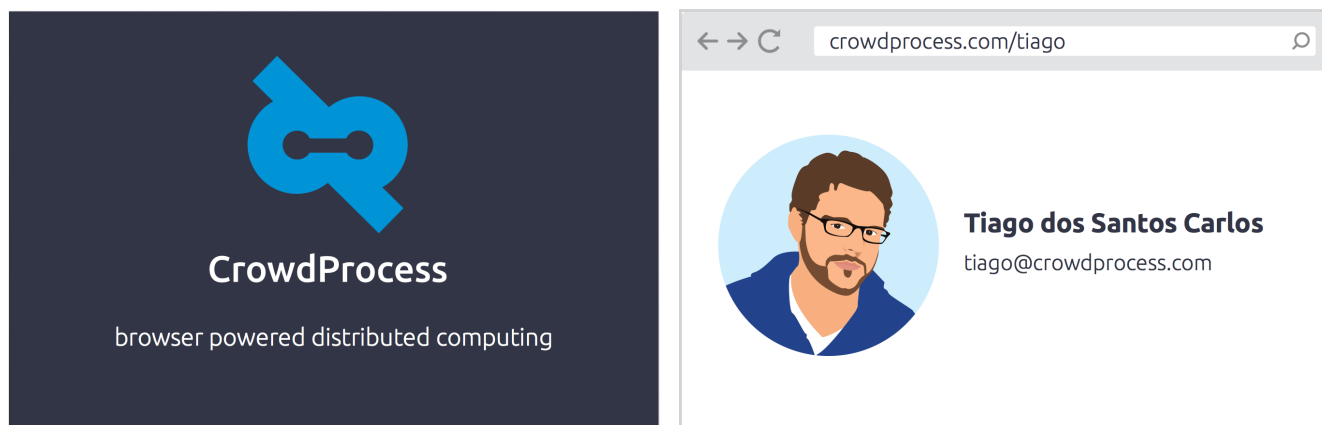 CrowdProcess
browser powered distributed computing
crowdprocess.com/tiago
Tiago dos Santos Carlos
tiago@crowdprocess.com